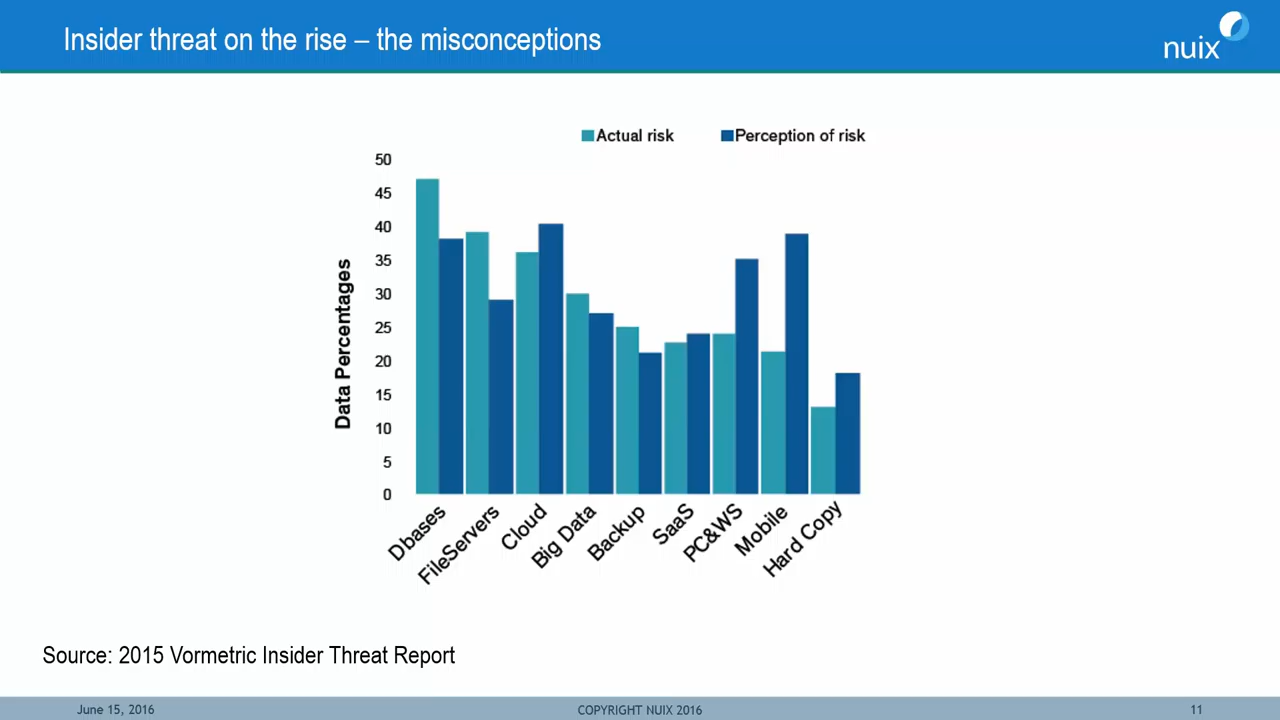 Insider threat on the rise – the misconceptions
nuix
Actual risk
Perception of risk
50
45
40
35
30
25
20
15
10
5
0
Data Percentages
Dbases
FileServers
Cloud
Big Data
Backup
SaaS
PC&WS
Mobile
Hard Copy
Source: 2015 Vormetric Insider Threat Report
June 15, 2016
COPYRIGHT NUIX 2016
11